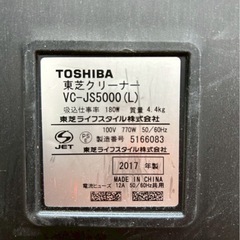 TOSHIBA
東芝クリーナー
VC-JS5000(L)
吸込仕事率 180W 質量 4.4kg
東芝ライフスタイル株式会社
100V 770W 50/60Hz
製造番号 5166083
JET
2017 年製
東芝ライフスタイル株式会社
MADE IN CHINA
電流ヒューズ 12A 50/60Hz共用